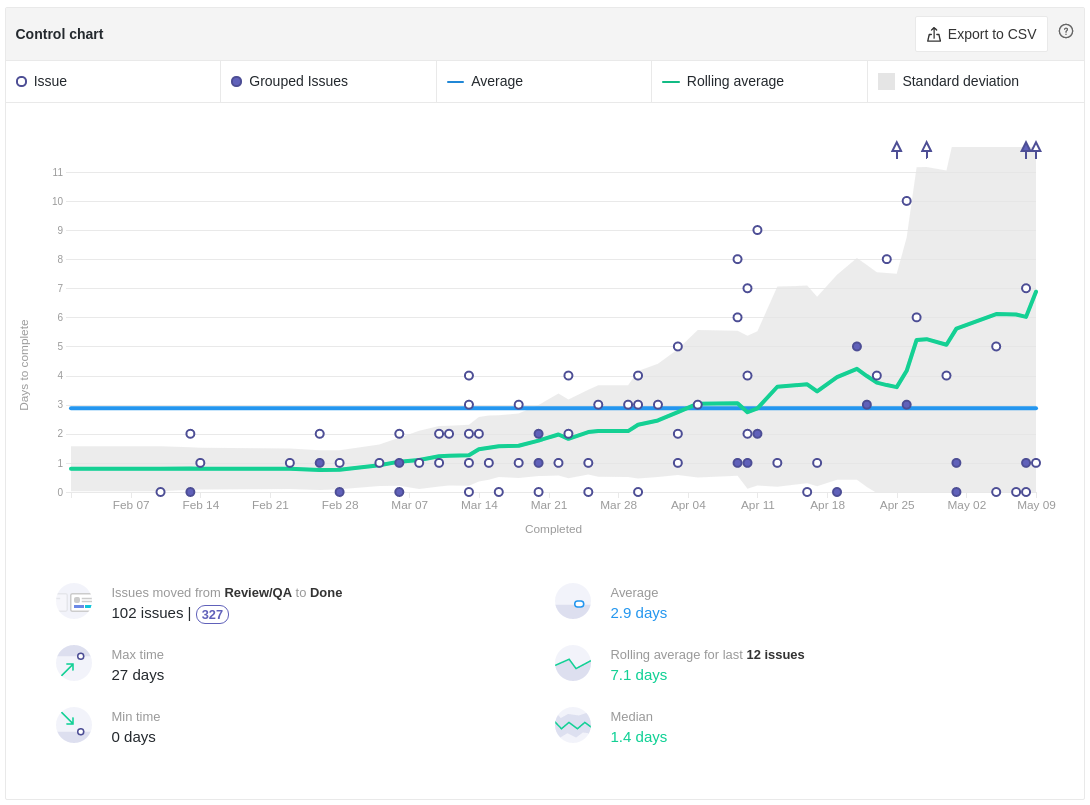 Control chart
Export to CSV
?
Issue
Grouped Issues
Average
Rolling average
Standard deviation
11
10
9
8
7
6
5
4
3
2
1
0
Days to complete
Feb 07 Feb 14 Feb 21 Feb 28 Mar 07 Mar 14 Mar 21 Mar 28 Apr 04 Apr 11 Apr 18 Apr 25 May 02 May 09
Completed
Issues moved from Review/QA to Done
102 issues | 327
Average
2.9 days
Max time
27 days
Rolling average for last 12 issues
7.1 days
Min time
0 days
Median
1.4 days